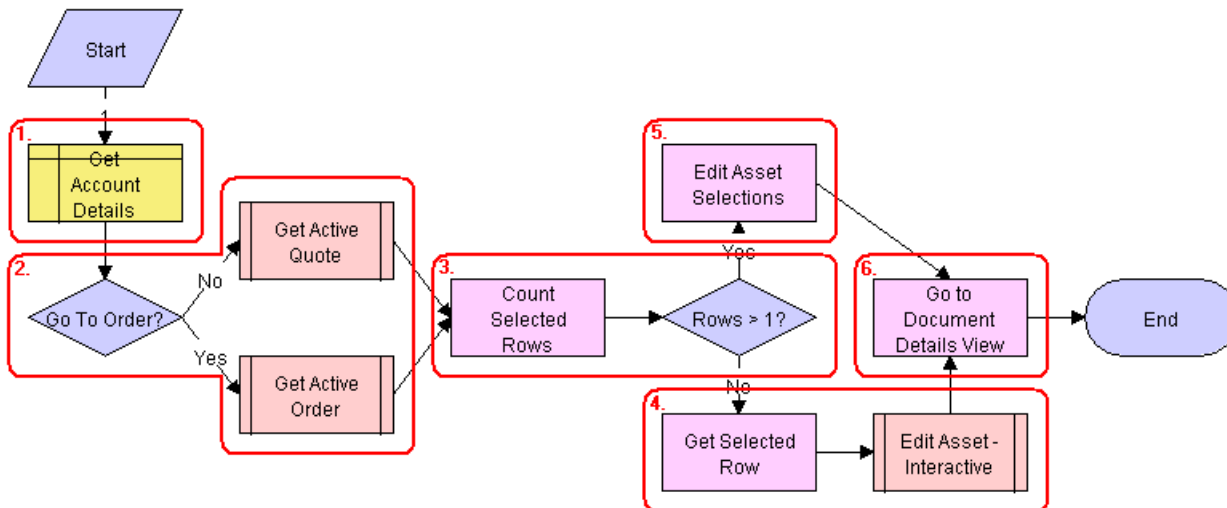 Start
1
1.
Get
Account
Details
2.
Go To Order?
No
Yes
Get Active
Quote
Get Active
Order
3.
Count
Selected
Rows
Rows > 1?
Yes
No
5.
Edit Asset
Selections
4.
Get Selected
Row
Edit Asset -
Interactive
6.
Go to
Document
Details View
End